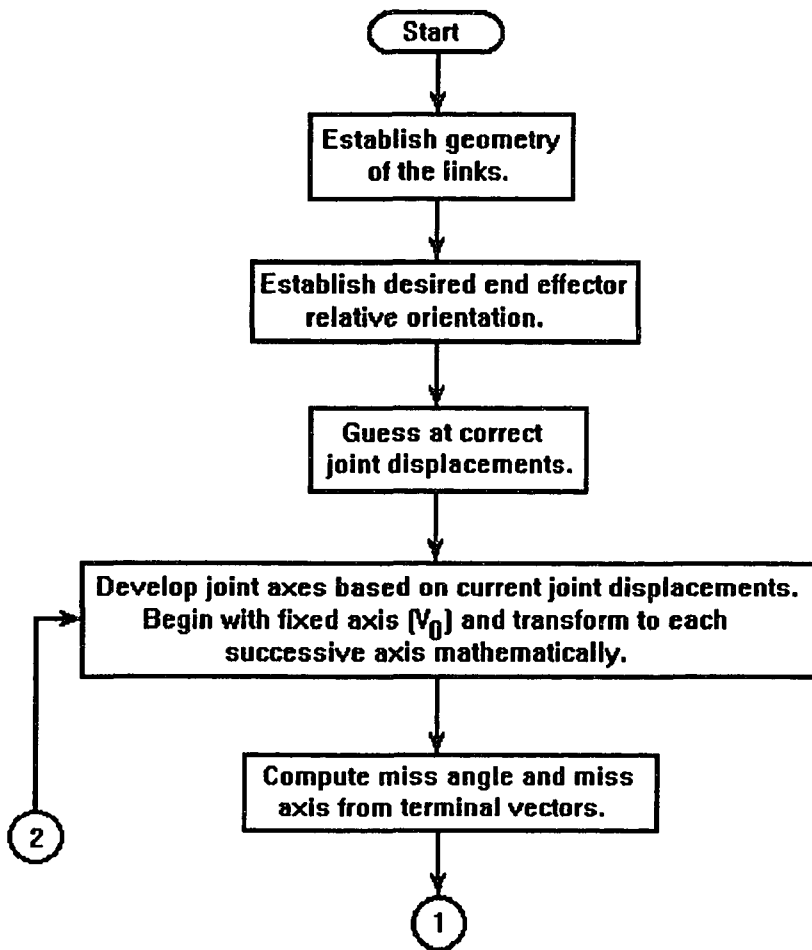 Start
Establish geometry
of the links.
Establish desired end effector
relative orientation.
Guess at correct
joint displacements.
Develop joint axes based on current joint displacements.
Begin with fixed axis (V0) and transform to each
successive axis mathematically.
Compute miss angle and miss
axis from terminal vectors.
2
1